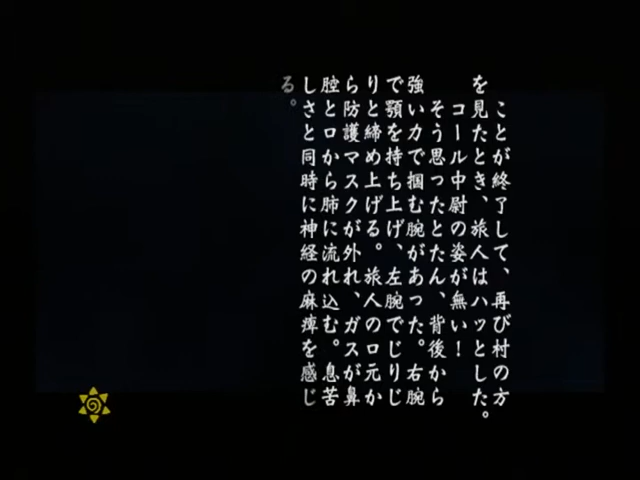 ことが終了して、再び村の方
を見たとき、旅人はハッとした。
コール中尉の姿が無い！
そう思ったとたん、背後から
強い力で掴む腕があった。右腕
で顎を持ち上げ、左腕でじりじ
りと締め上げる。旅人の口元か
ら防護マスクが外れ、ガスが鼻
腔と口から肺に流れ込む。息苦
しさと同時に神経の麻痺を感じ
る。